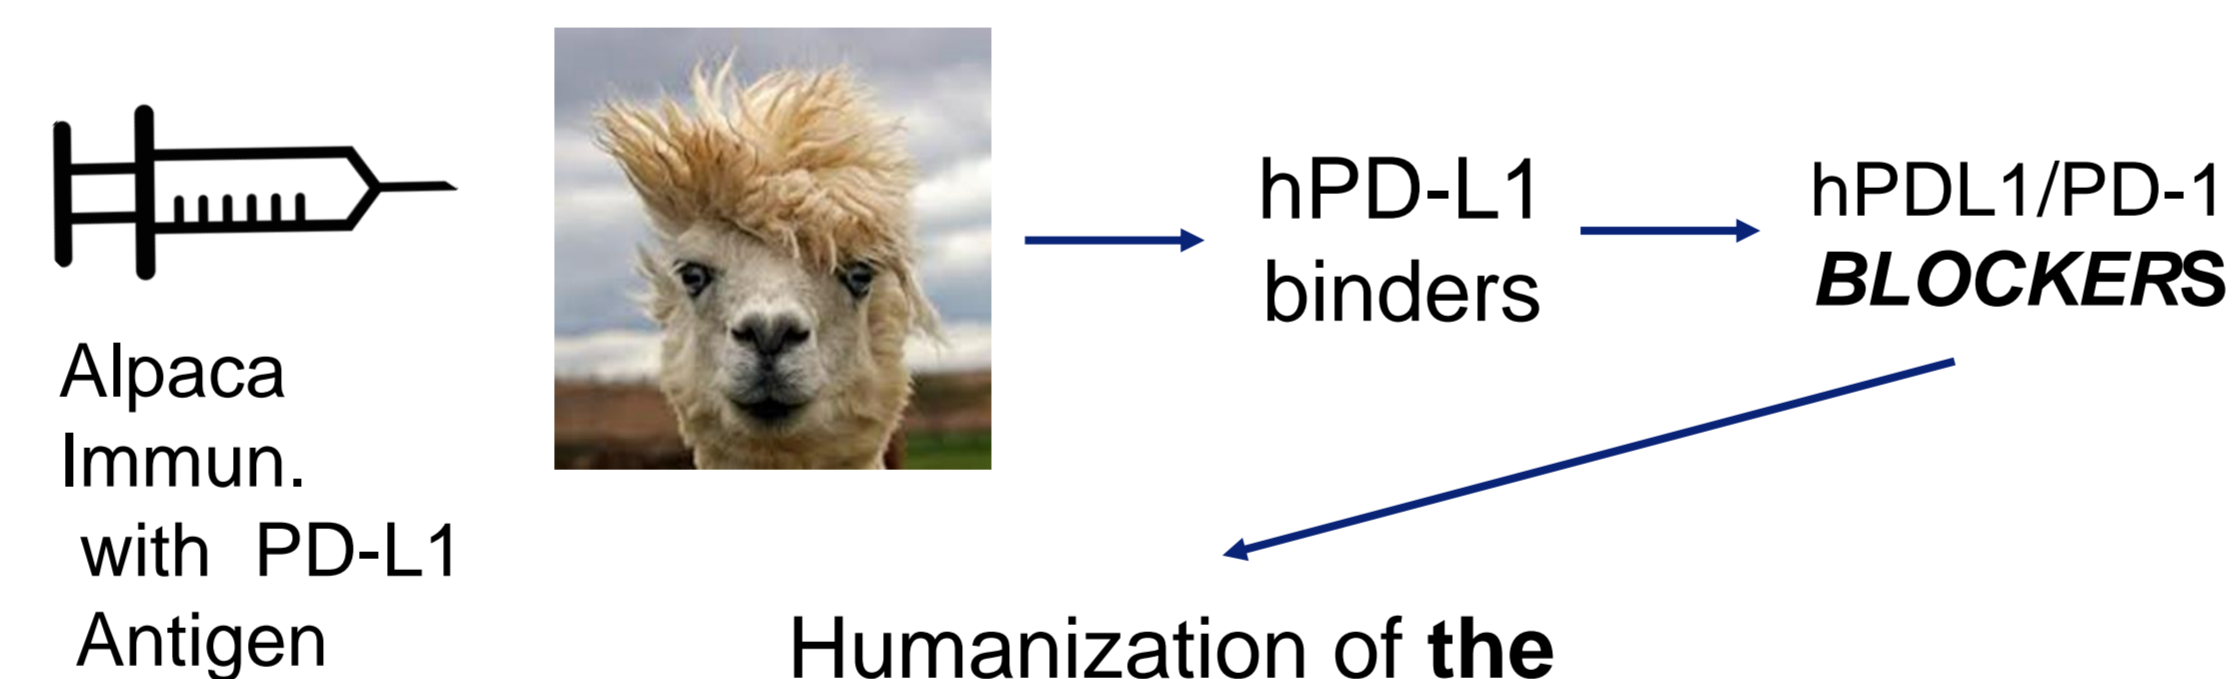 Alpaca
Immun.
with PD-L1
Antigen
hPD-L1
binders
hPDL1/PD-1
BLOCKERS
Humanization of the